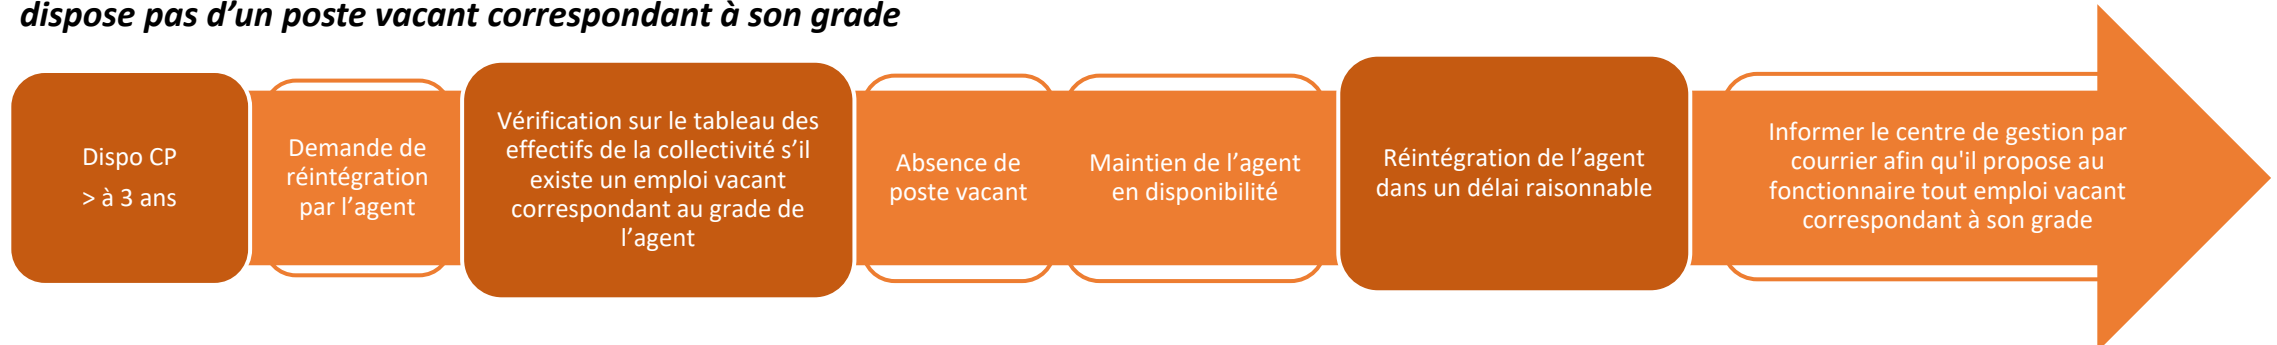 dispose pas d’un poste vacant correspondant à son grade
Dispo CP
> à 3 ans
Demande de
réintégration
par l’agent
Vérification sur le tableau des
effectifs de la collectivité s’il
existe un emploi vacant
correspondant au grade de
l’agent
Absence de
poste vacant
Maintien de l’agent
en disponibilité
Réintégration de l’agent
dans un délai raisonnable
Informer le centre de gestion par
courrier afin qu'il propose au
fonctionnaire tout emploi vacant
correspondant à son grade